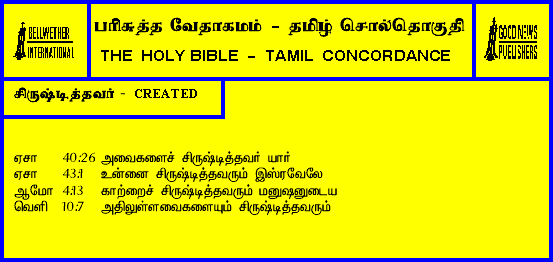 BELLWETHER
INTERNATIONAL
பரிசுத்த வேதாகமம் - தமிழ் சொல்தொகுதி
THE HOLY BIBLE - TAMIL CONCORDANCE
GOOD NEWS
PUBLISHERS
சிருஷ்டித்தவர் - CREATED
ஏசா 40:26 அவைகளைச் சிருஷ்டித்தவர் யார்
ஏசா 43:1 உன்னை சிருஷ்டித்தவரும் இஸ்ரவேலே
ஆமோ 4:13 காற்றைச் சிருஷ்டித்தவரும் மனுஷனுடைய
வெளி 10:7 அதிலுள்ளவைகளையும் சிருஷ்டித்தவரும்